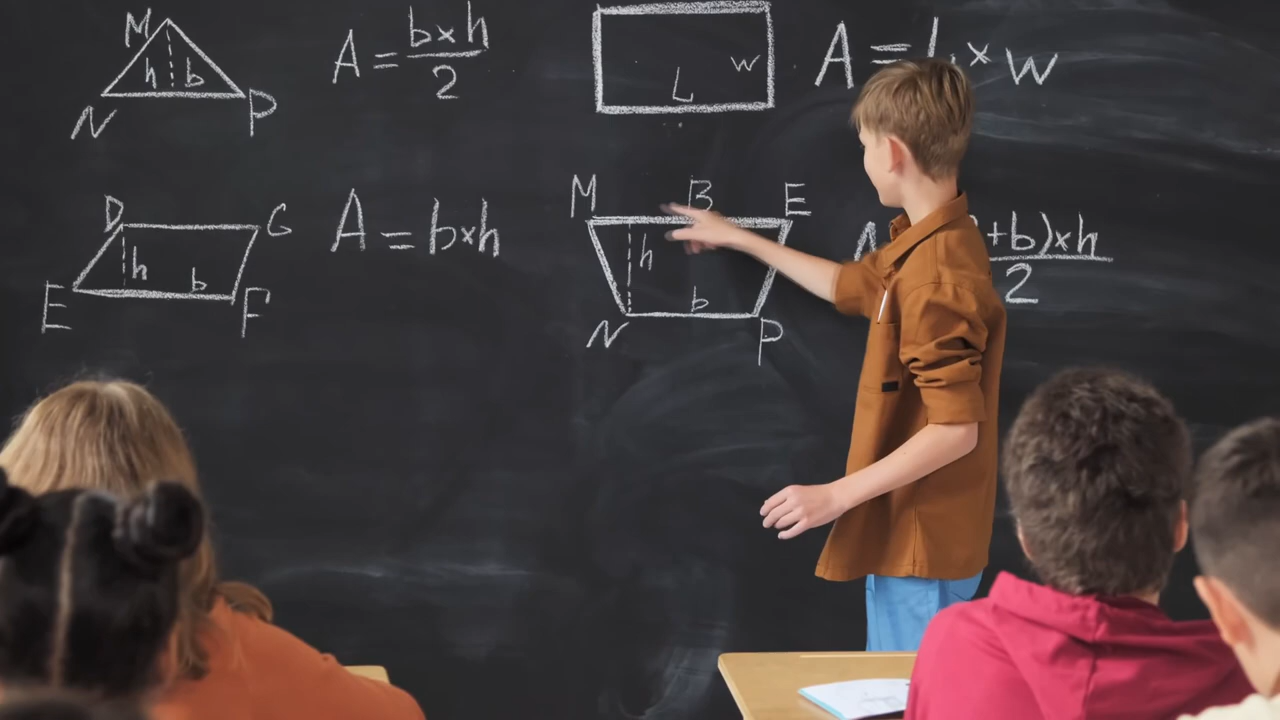 M
h b
N P
A = b×h/2
L w
A = L × w
D G
h b
E F
A = b×h
M B E
h
b
N P
+b)×h/2